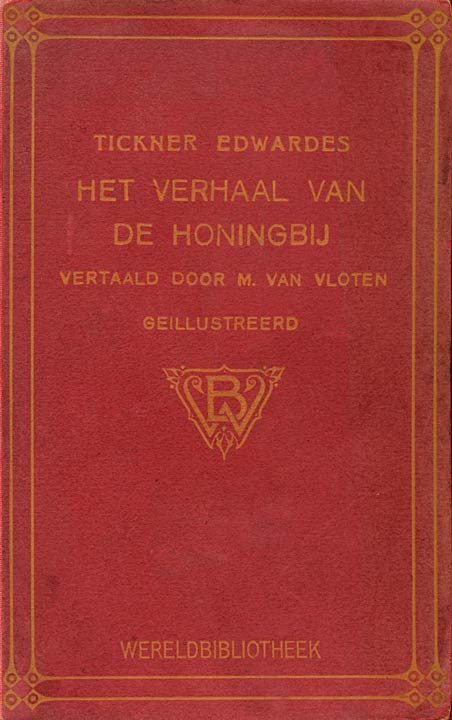 TICKNER EDWARDES
HET VERHAAL VAN
DE HONINGBIJ
VERTAALD DOOR M. VAN VLOTEN
GEILLUSTREERD
WB
WERELDBIBLIOTHEEK